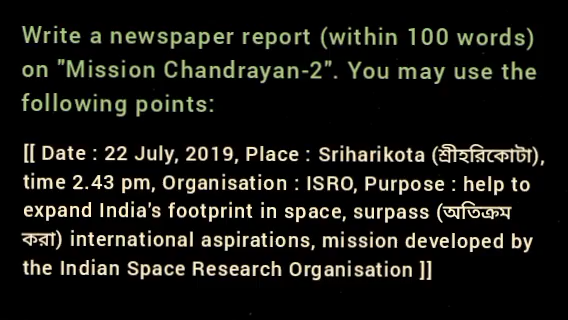 Write a newspaper report (within 100 words)
on "Mission Chandrayan-2". You may use the
following points:
[[ Date : 22 July, 2019, Place : Sriharikota (শ্রীহরিকোটা),
time 2.43 pm, Organisation : ISRO, Purpose : help to
expand India's footprint in space, surpass (অতিক্রম
করা) international aspirations, mission developed by
the Indian Space Research Organisation ]]